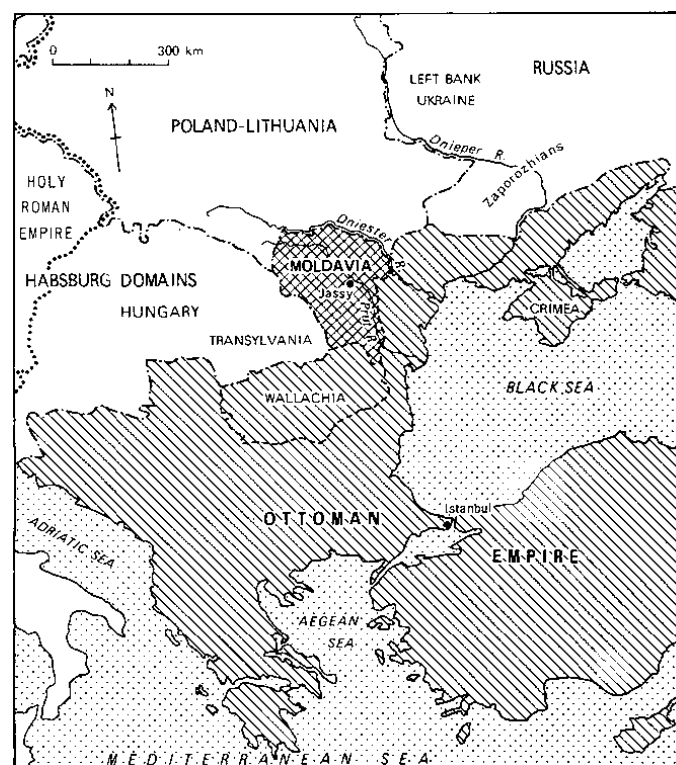 0 300 km
N
LEFT BANK
UKRAINE
RUSSIA
POLAND-LITHUANIA
Dnieper R.
Zaporozhians
HOLY
ROMAN
EMPIRE
Dniester R.
MOLDAVIA
Jassy
Prut R.
HABSBURG DOMAINS
HUNGARY
TRANSYLVANIA
CRIMEA
WALLACHIA
BLACK SEA
ADRIATIC SEA
OTTOMAN
Istanbul
EMPIRE
AEGEAN
SEA
MEDITERRANEAN SEA